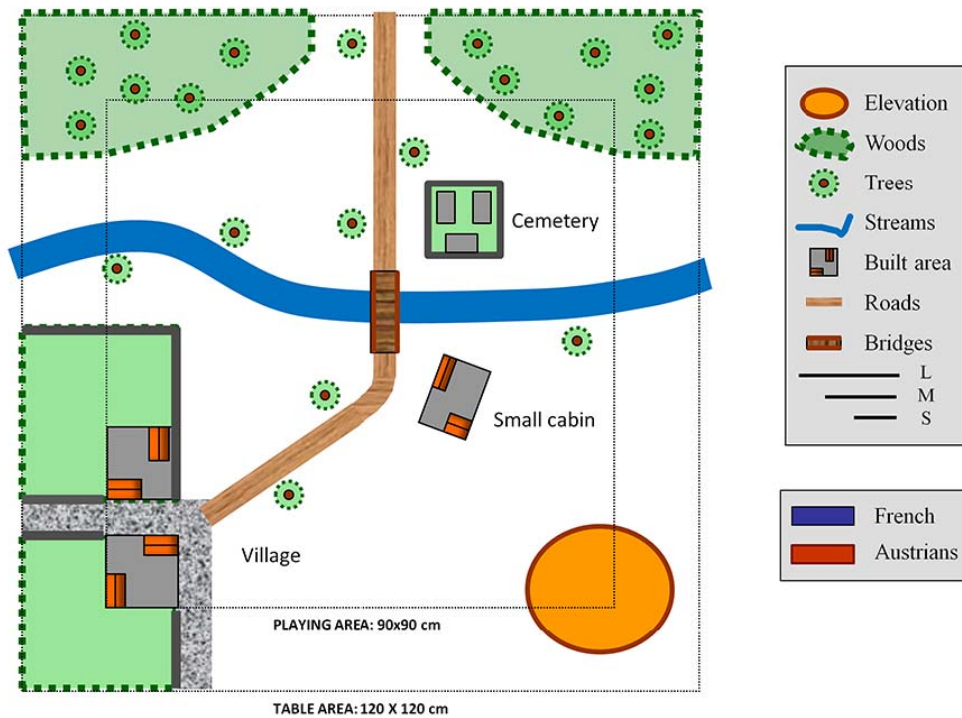 Cemetery
Small cabin
Village
PLAYING AREA: 90x90 cm
TABLE AREA: 120 X 120 cm
Elevation
Woods
Trees
Streams
Built area
Roads
Bridges
L
M
S
French
Austrians